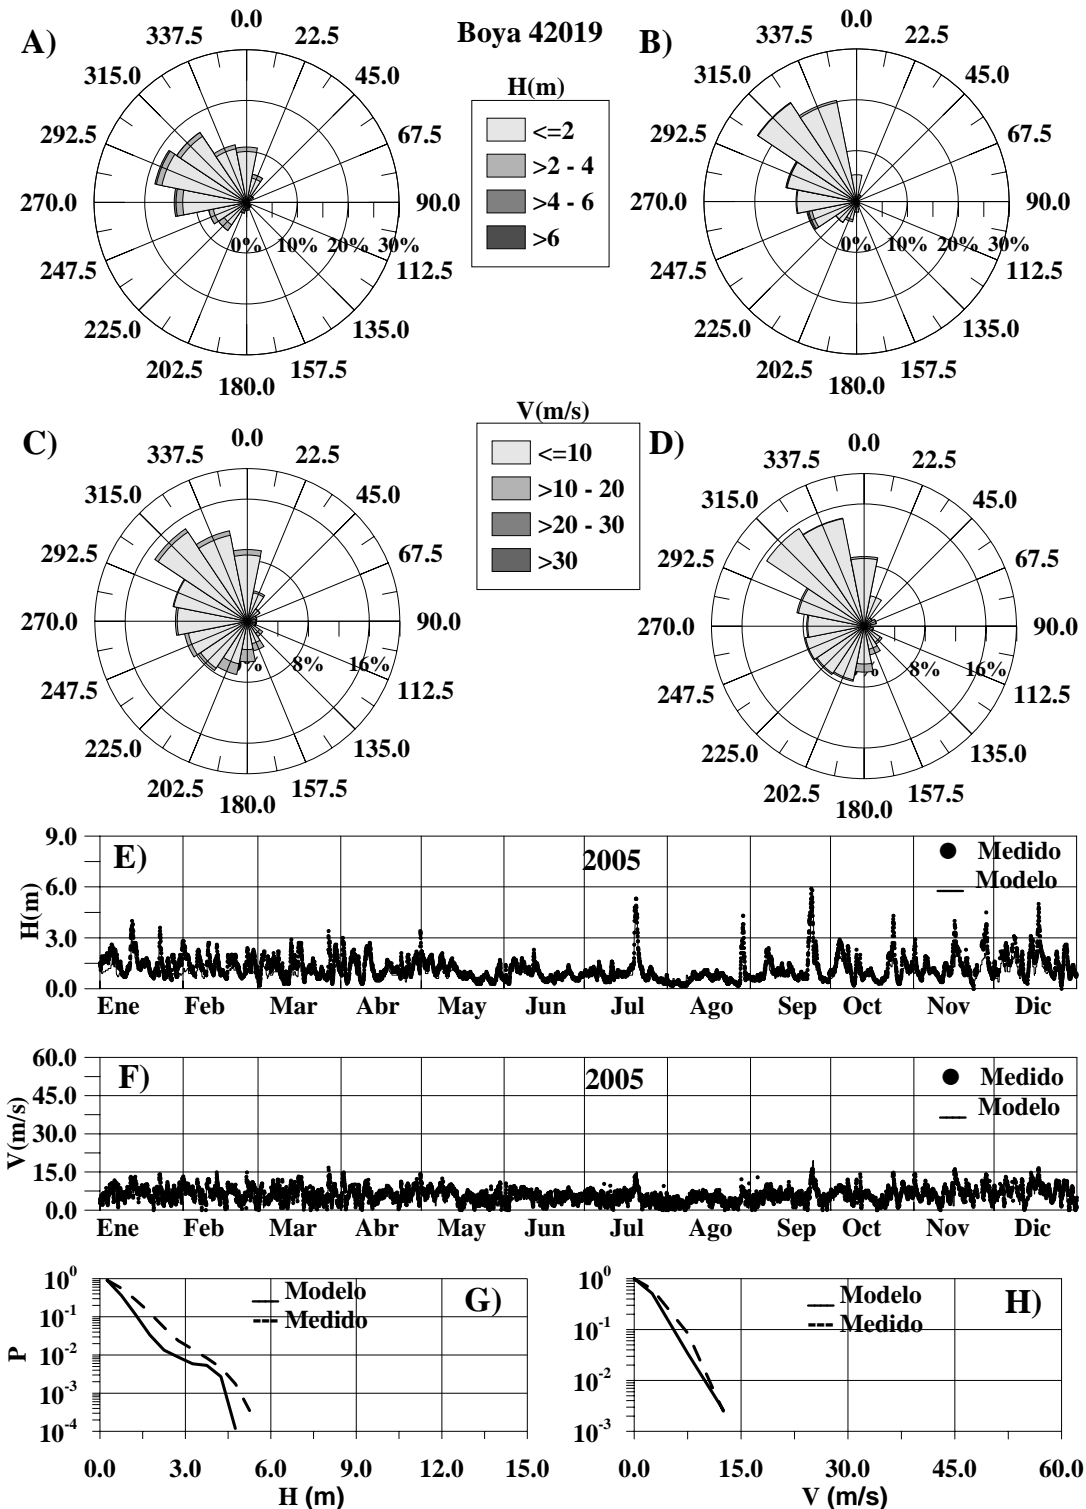 A)
Boya 42019
B)
0.0
22.5
45.0
67.5
90.0
112.5
135.0
157.5
180.0
202.5
225.0
247.5
270.0
292.5
315.0
337.5
0% 10% 20% 30%
H(m)
<=2
>2 - 4
>4 - 6
>6
0.0
22.5
45.0
67.5
90.0
112.5
135.0
157.5
180.0
202.5
225.0
247.5
270.0
292.5
315.0
337.5
0% 10% 20% 30%
C)
0.0
22.5
45.0
67.5
90.0
112.5
135.0
157.5
180.0
202.5
225.0
247.5
270.0
292.5
315.0
337.5
% 8% 16%
V(m/s)
<=10
>10 - 20
>20 - 30
>30
D)
0.0
22.5
45.0
67.5
90.0
112.5
135.0
157.5
180.0
202.5
225.0
247.5
270.0
292.5
315.0
337.5
% 8% 16%
E)
2005
Medido
Modelo
H(m)
9.0
6.0
3.0
0.0
Ene Feb Mar Abr May Jun Jul Ago Sep Oct Nov Dic
F)
2005
Medido
Modelo
V(m/s)
60.0
45.0
30.0
15.0
0.0
Ene Feb Mar Abr May Jun Jul Ago Sep Oct Nov Dic
G)
Modelo
Medido
P
10^0
10^-1
10^-2
10^-3
10^-4
0.0 3.0 6.0 9.0 12.0 15.0
H (m)
H)
Modelo
Medido
10^0
10^-1
10^-2
10^-3
0.0 15.0 30.0 45.0 60.0
V (m/s)